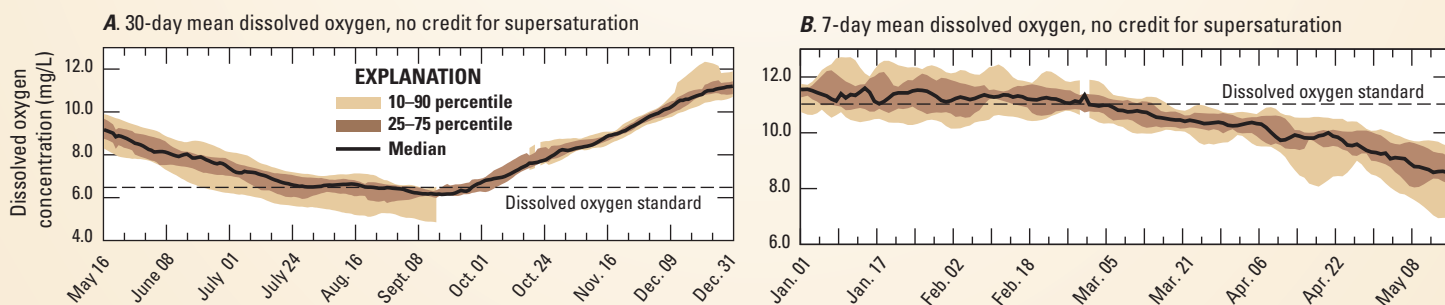 A. 30-day mean dissolved oxygen, no credit for supersaturation
Dissolved oxygen
concentration (mg/L)
12.0
10.0
8.0
6.0
4.0
EXPLANATION
10–90 percentile
25–75 percentile
Median
Dissolved oxygen standard
May 16
June 08
July 01
July 24
Aug. 16
Sept. 08
Oct. 01
Oct. 24
Nov. 16
Dec. 09
Dec. 31
B. 7-day mean dissolved oxygen, no credit for supersaturation
12.0
10.0
8.0
6.0
Dissolved oxygen standard
Jan. 01
Jan. 17
Feb. 02
Feb. 18
Mar. 05
Mar. 21
Apr. 06
Apr. 22
May 08